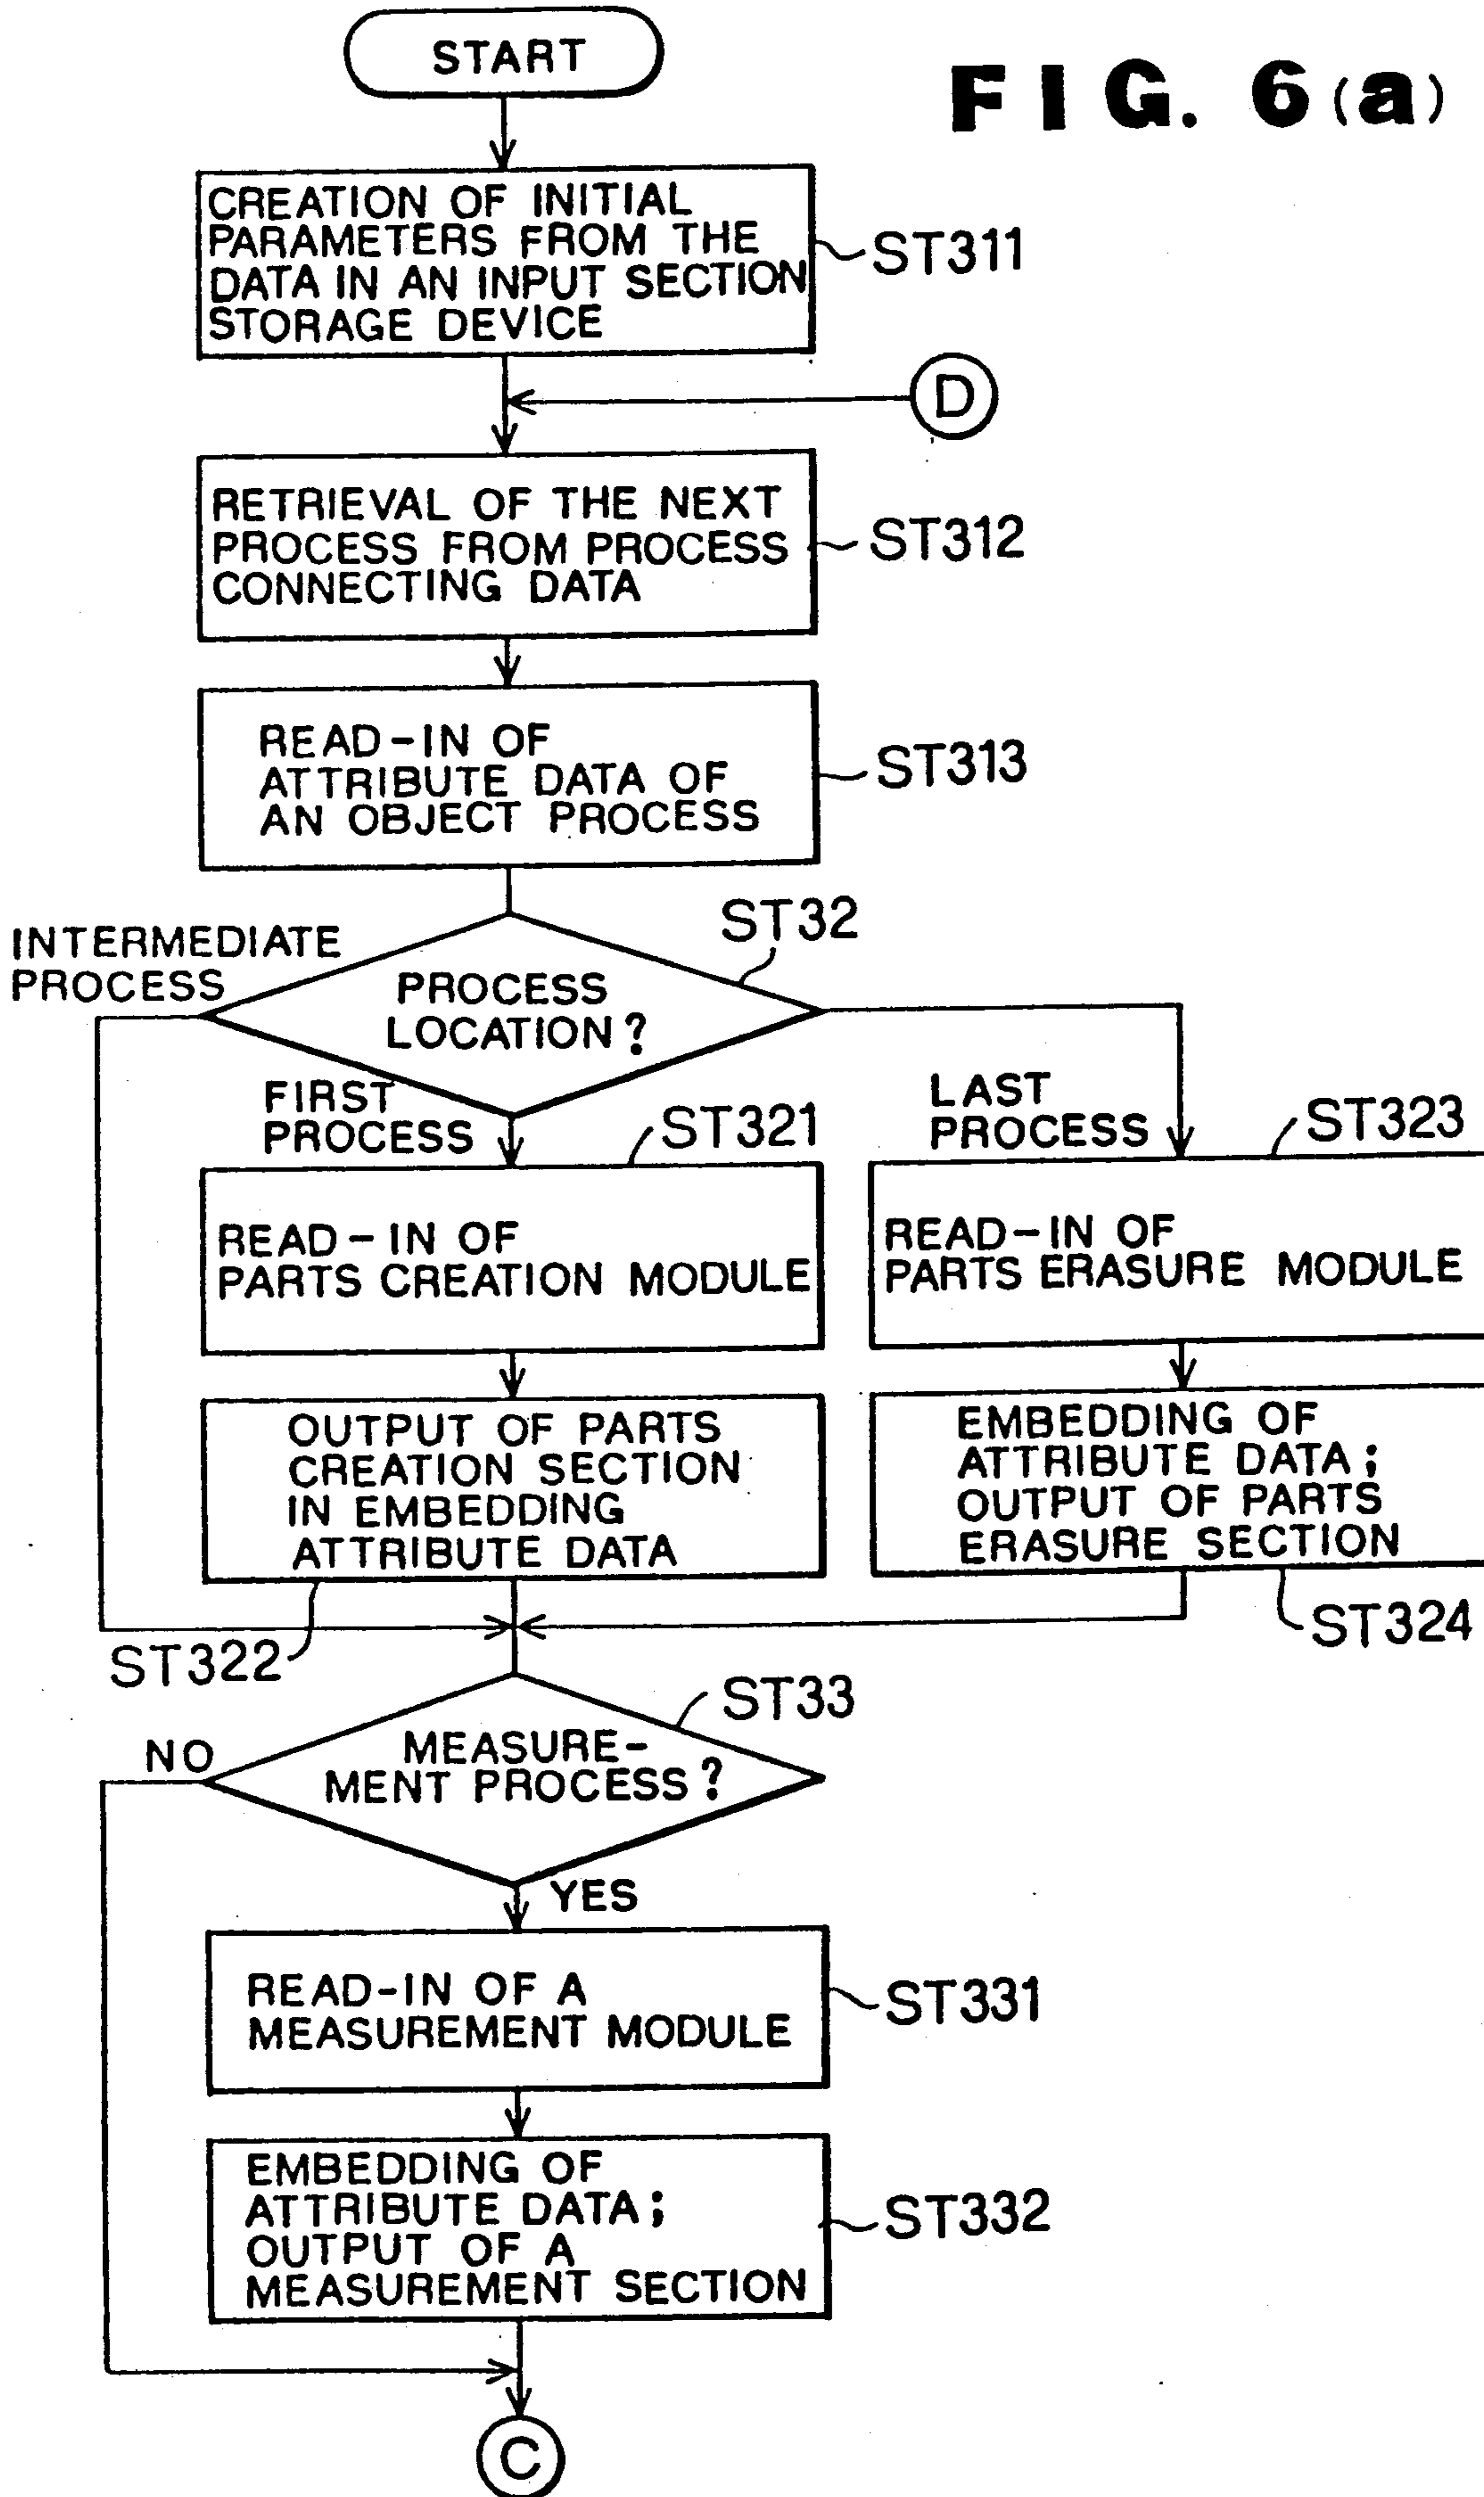 START
FIG. 6(a)
CREATION OF INITIAL
PARAMETERS FROM THE
DATA IN AN INPUT SECTION
STORAGE DEVICE
ST311
D
RETRIEVAL OF THE NEXT
PROCESS FROM PROCESS
CONNECTING DATA
ST312
READ-IN OF
ATTRIBUTE DATA OF
AN OBJECT PROCESS
ST313
ST32
INTERMEDIATE
PROCESS
PROCESS
LOCATION?
FIRST
PROCESS
ST321
LAST
PROCESS
ST323
READ-IN OF
PARTS CREATION MODULE
READ-IN OF
PARTS ERASURE MODULE
OUTPUT OF PARTS
CREATION SECTION
IN EMBEDDING
ATTRIBUTE DATA
EMBEDDING OF
ATTRIBUTE DATA;
OUTPUT OF PARTS
ERASURE SECTION
ST322
ST324
ST33
NO
MEASURE-
MENT PROCESS?
YES
READ-IN OF A
MEASUREMENT MODULE
ST331
EMBEDDING OF
ATTRIBUTE DATA;
OUTPUT OF A
MEASUREMENT SECTION
ST332
C